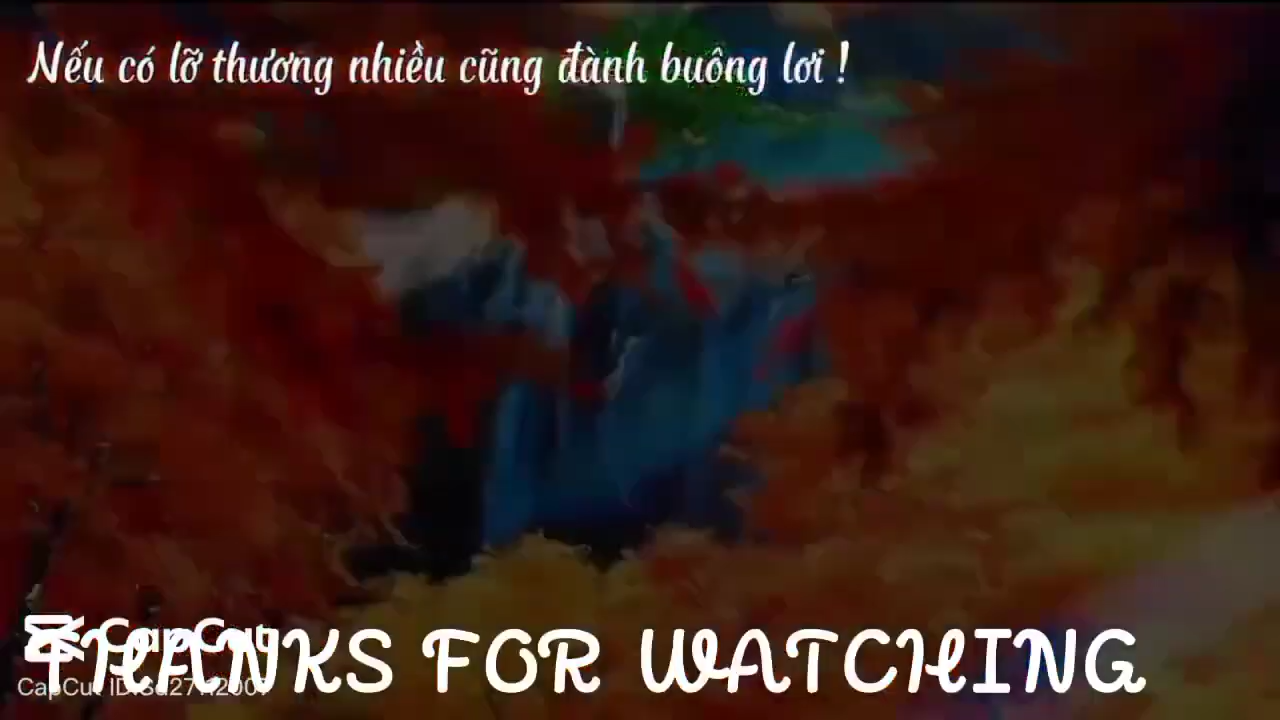 Nếu có lỡ thương nhiều cũng đành buông lơi !
CapCut
THANKS FOR WATCHING